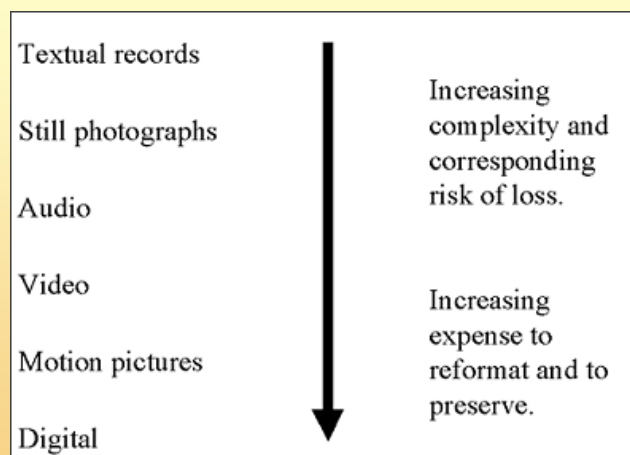 Textual records
Still photographs
Audio
Video
Motion pictures
Digital
Increasing
complexity and
corresponding
risk of loss.
Increasing
expense to
reformat and to
preserve.